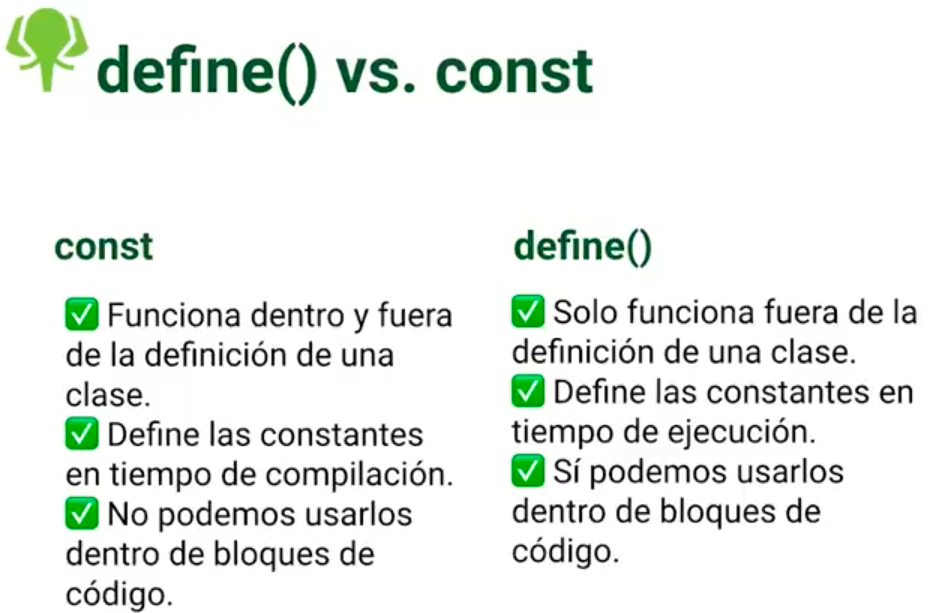 define() vs. const
const
✅ Funciona dentro y fuera
de la definición de una
clase.
✅ Define las constantes
en tiempo de compilación.
✅ No podemos usarlos
dentro de bloques de
código.
define()
✅ Solo funciona fuera de la
definición de una clase.
✅ Define las constantes en
tiempo de ejecución.
✅ Sí podemos usarlos
dentro de bloques de
código.